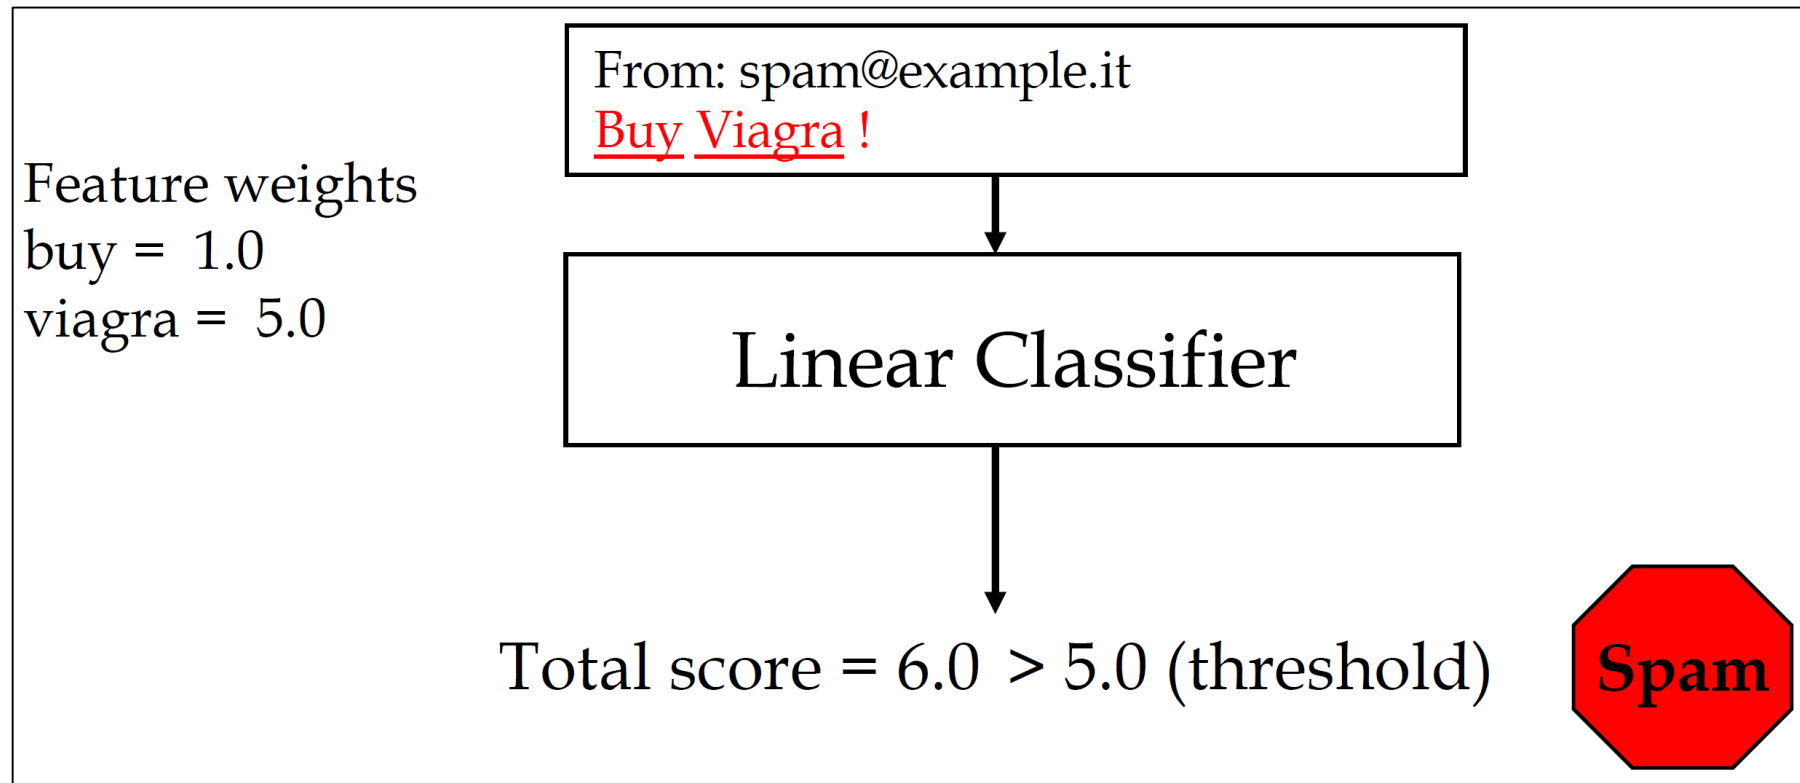 From: spam@example.it
Buy Viagra !
Feature weights
buy = 1.0
viagra = 5.0
Linear Classifier
Total score = 6.0 > 5.0 (threshold)
Spam